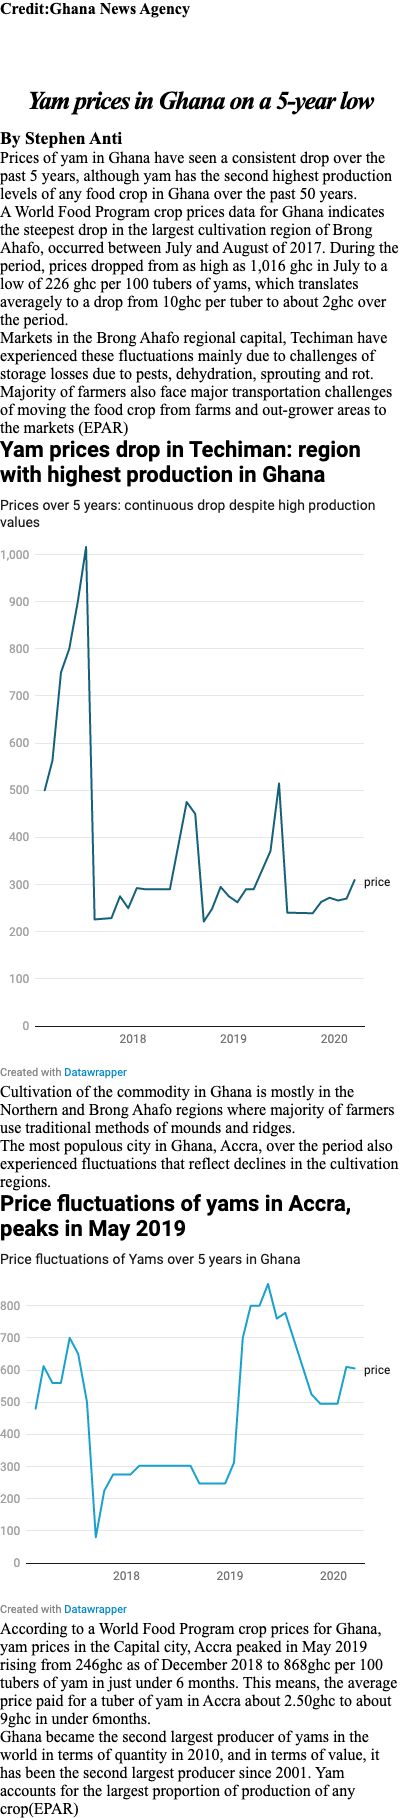 Credit:Ghana News Agency
Yam prices in Ghana on a 5-year low
By Stephen Anti
Prices of yam in Ghana have seen a consistent drop over the
past 5 years, although yam has the second highest production
levels of any food crop in Ghana over the past 50 years.
A World Food Program crop prices data for Ghana indicates
the steepest drop in the largest cultivation region of Brong
Ahafo, occurred between July and August of 2017. During the
period, prices dropped from as high as 1,016 ghc in July to a
low of 226 ghc per 100 tubers of yams, which translates
averagely to a drop from 10ghc per tuber to about 2ghc over
the period.
Markets in the Brong Ahafo regional capital, Techiman have
experienced these fluctuations mainly due to challenges of
storage losses due to pests, dehydration, sprouting and rot.
Majority of farmers also face major transportation challenges
of moving the food crop from farms and out-grower areas to
the markets (EPAR)
Yam prices drop in Techiman: region
with highest production in Ghana
Prices over 5 years: continuous drop despite high production
values
1,000
900
800
700
600
500
400
300
price
200
100
0
2018 2019 2020
Created with Datawrapper
Cultivation of the commodity in Ghana is mostly in the
Northern and Brong Ahafo regions where majority of farmers
use traditional methods of mounds and ridges.
The most populous city in Ghana, Accra, over the period also
experienced fluctuations that reflect declines in the cultivation
regions.
Price fluctuations of yams in Accra,
peaks in May 2019
Price fluctuations of Yams over 5 years in Ghana
800
700
600
price
500
400
300
200
100
0
2018 2019 2020
Created with Datawrapper
According to a World Food Program crop prices for Ghana,
yam prices in the Capital city, Accra peaked in May 2019
rising from 246ghc as of December 2018 to 868ghc per 100
tubers of yam in just under 6 months. This means, the average
price paid for a tuber of yam in Accra about 2.50ghc to about
9ghc in under 6months.
Ghana became the second largest producer of yams in the
world in terms of quantity in 2010, and in terms of value, it
has been the second largest producer since 2001. Yam
accounts for the largest proportion of production of any
crop(EPAR)